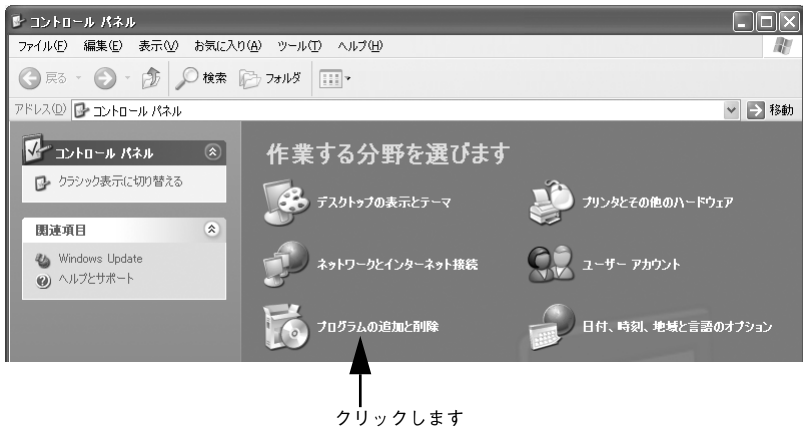 コントロール パネル
ファイル(F) 編集(E) 表示(V) お気に入り(A) ツール(T) ヘルプ(H)
戻る 検索 フォルダ
アドレス(D) コントロール パネル 移動
コントロール パネル
クラシック表示に切り替える
関連項目
Windows Update
ヘルプとサポート
作業する分野を選びます
デスクトップの表示とテーマ
プリンタとその他のハードウェア
ネットワークとインターネット接続
ユーザー アカウント
プログラムの追加と削除
日付、時刻、地域と言語のオプション
クリックします